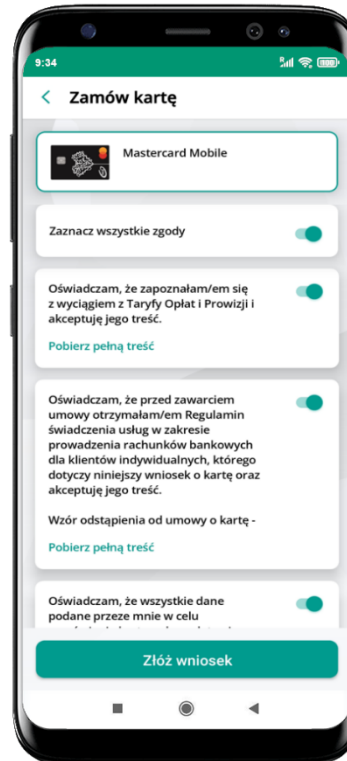 9:34
Zamów kartę
Mastercard Mobile
Zaznacz wszystkie zgody
Oświadczam, że zapoznałam/em się
z wyciągiem z Taryfy Opłat i Prowizji i
akceptuję jego treść.
Pobierz pełną treść
Oświadczam, że przed zawarciem
umowy otrzymałam/em Regulamin
świadczenia usług w zakresie
prowadzenia rachunków bankowych
dla klientów indywidualnych, którego
dotyczy niniejszy wniosek o kartę oraz
akceptuję jego treść.
Wzór odstąpienia od umowy o kartę -
Pobierz pełną treść
Oświadczam, że wszystkie dane
podane przeze mnie w celu
Złóż wniosek